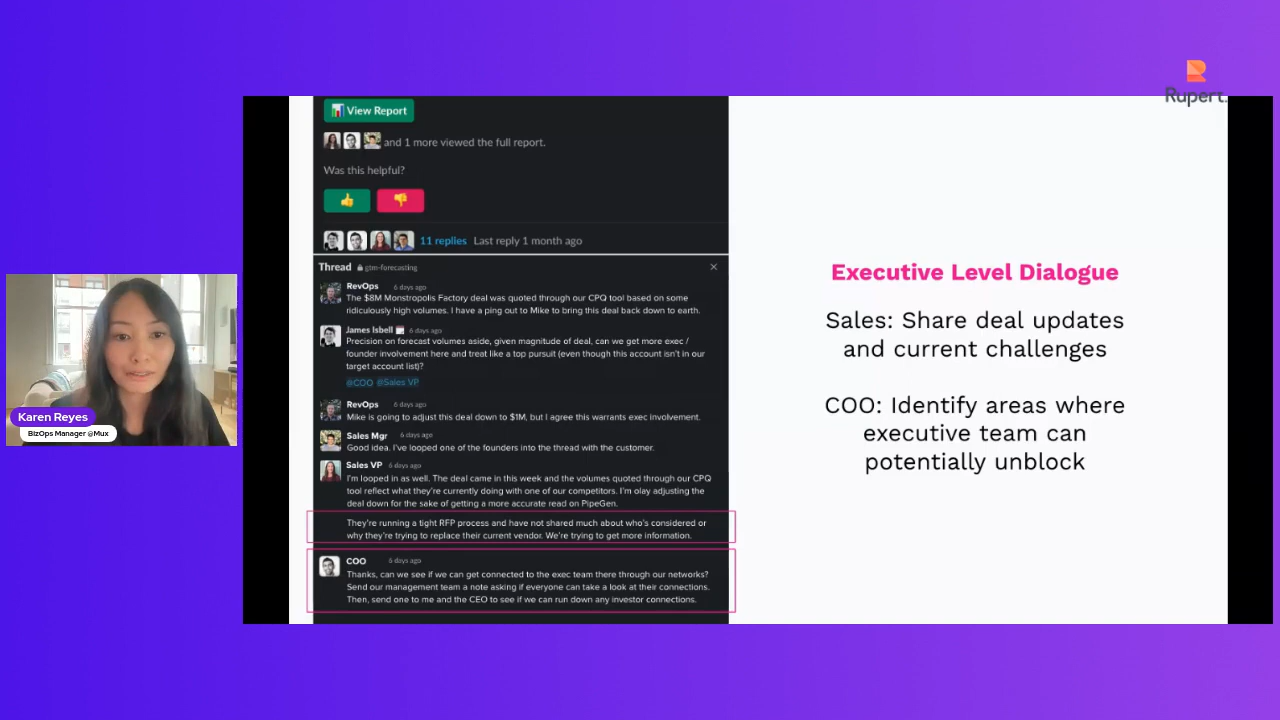 Rupert.
View Report
and 1 more viewed the full report.
Was this helpful?
11 replies Last reply 1 month ago
Thread gtm-forecasting
RevOps 6 days ago
The $8M Monstropolis Factory deal was quoted through our CPQ tool based on some
ridiculously high volumes. I have a ping out to Mike to bring this deal back down to earth.
James Isbell 6 days ago
Precision on forecast volumes aside, given magnitude of deal, can we get more exec /
founder involvement here and treat like a top pursuit (even though this account isn't in our
target account list)?
@COO @Sales VP
RevOps 6 days ago
Mike is going to adjust this deal down to $1M, but I agree this warrants exec involvement.
Sales Mgr 6 days ago
Good idea. I've looped one of the founders into the thread with the customer.
Sales VP 6 days ago
I'm looped in as well. The deal came in this week and the volumes quoted through our CPQ
tool reflect what they're currently doing with one of our competitors. I'm olay adjusting the
deal down for the sake of getting a more accurate read on PipeGen.
They're running a tight RFP process and have not shared much about who's considered or
why they're trying to replace their current vendor. We're trying to get more information.
COO 6 days ago
Thanks, can we see if we can get connected to the exec team there through our networks?
Send our management team a note asking if everyone can take a look at their connections.
Then, send one to me and the CEO to see if we can run down any investor connections.
Executive Level Dialogue
Sales: Share deal updates
and current challenges
COO: Identify areas where
executive team can
potentially unblock
Karen Reyes
BizOps Manager @Mux